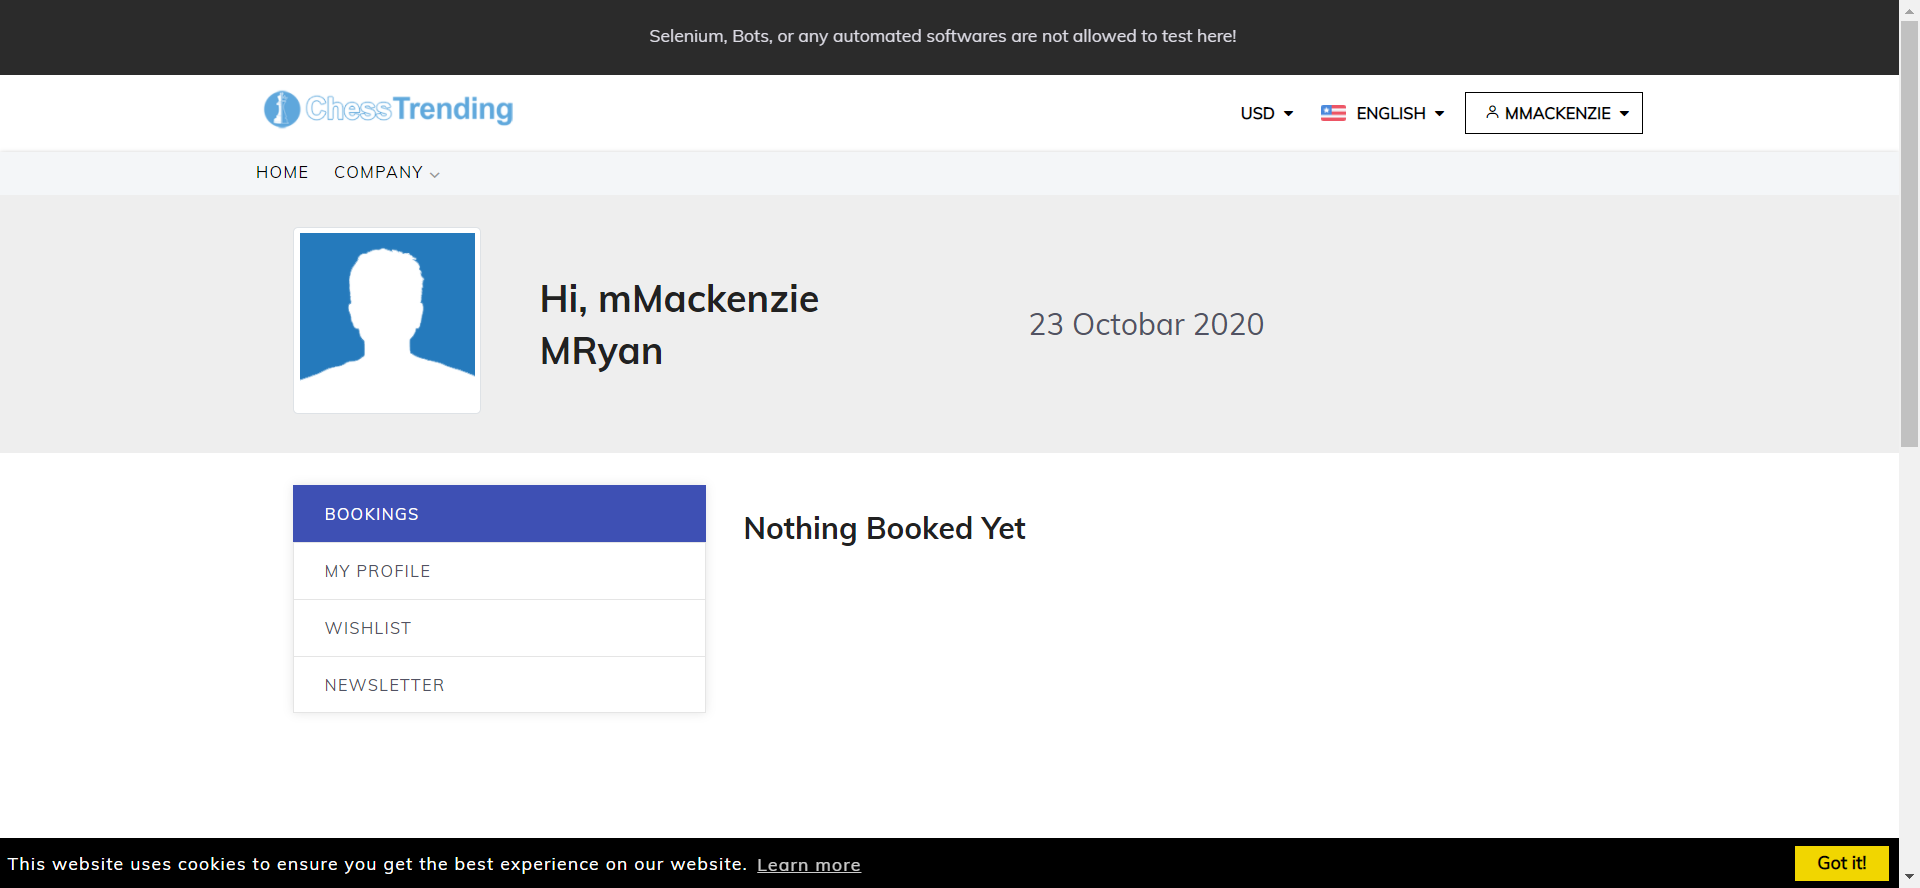 Selenium, Bots, or any automated softwares are not allowed to test here!
ChessTrending
USD
ENGLISH
MMACKENZIE
HOME
COMPANY
Hi, mMackenzie
MRyan
23 Octobar 2020
BOOKINGS
Nothing Booked Yet
MY PROFILE
WISHLIST
NEWSLETTER
This website uses cookies to ensure you get the best experience on our website. Learn more
Got it!